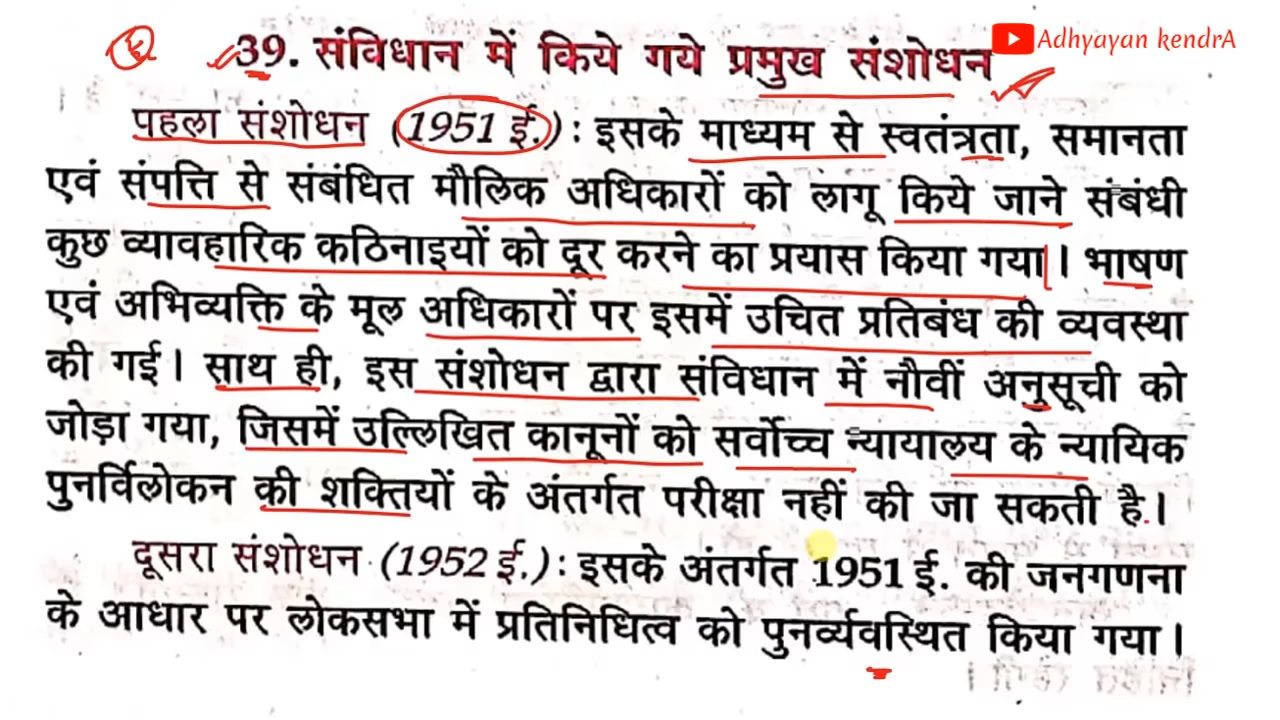 39. संविधान में किये गये प्रमुख संशोधन
Adhyayan kendrA
पहला संशोधन (1951 ई.) : इसके माध्यम से स्वतंत्रता, समानता
एवं संपत्ति से संबंधित मौलिक अधिकारों को लागू किये जाने संबंधी
कुछ व्यावहारिक कठिनाइयों को दूर करने का प्रयास किया गया। भाषण
एवं अभिव्यक्ति के मूल अधिकारों पर इसमें उचित प्रतिबंध की व्यवस्था
की गई। साथ ही, इस संशोधन द्वारा संविधान में नौवीं अनुसूची को
जोड़ा गया, जिसमें उल्लिखित कानूनों को सर्वोच्च न्यायालय के न्यायिक
पुनर्विलोकन की शक्तियों के अंतर्गत परीक्षा नहीं की जा सकती है।
दूसरा संशोधन (1952 ई.) : इसके अंतर्गत 1951 ई. की जनगणना
के आधार पर लोकसभा में प्रतिनिधित्व को पुनर्व्यवस्थित किया गया।